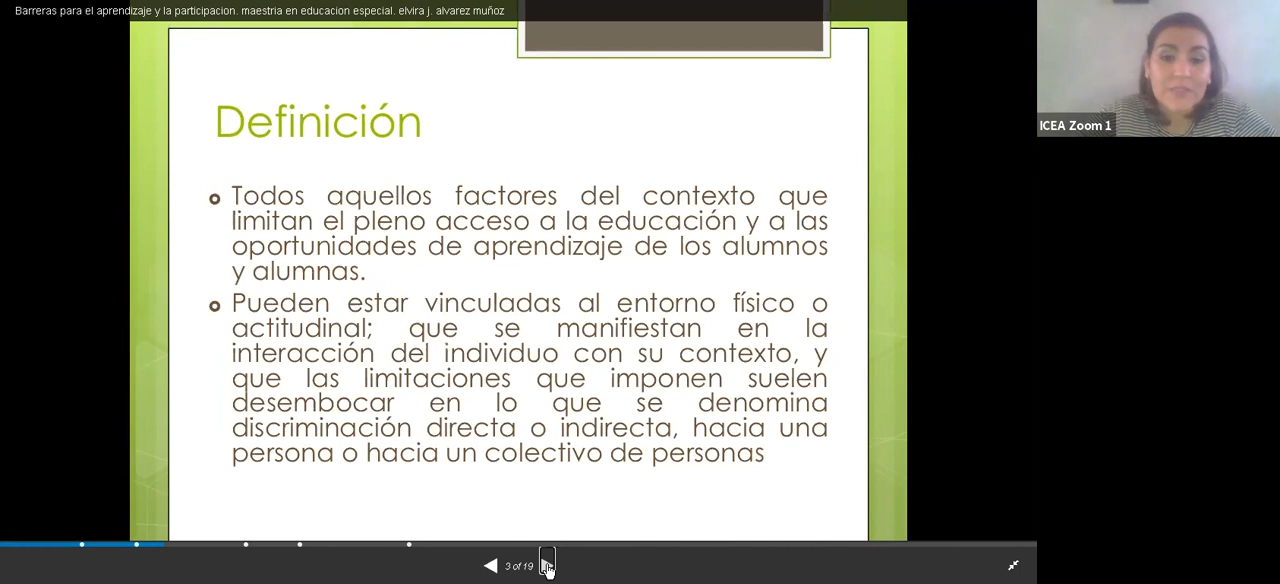 Barreras para el aprendizaje y la participacion. maestria en educacion especial. elvira j. alvarez muñoz
Definición
Todos aquellos factores del contexto que
limitan el pleno acceso a la educación y a las
oportunidades de aprendizaje de los alumnos
y alumnas.
Pueden estar vinculadas al entorno físico o
actitudinal; que se manifiestan en la
interacción del individuo con su contexto, y
que las limitaciones que imponen suelen
desembocar en lo que se denomina
discriminación directa o indirecta, hacia una
persona o hacia un colectivo de personas
3 of 19
ICEA Zoom 1